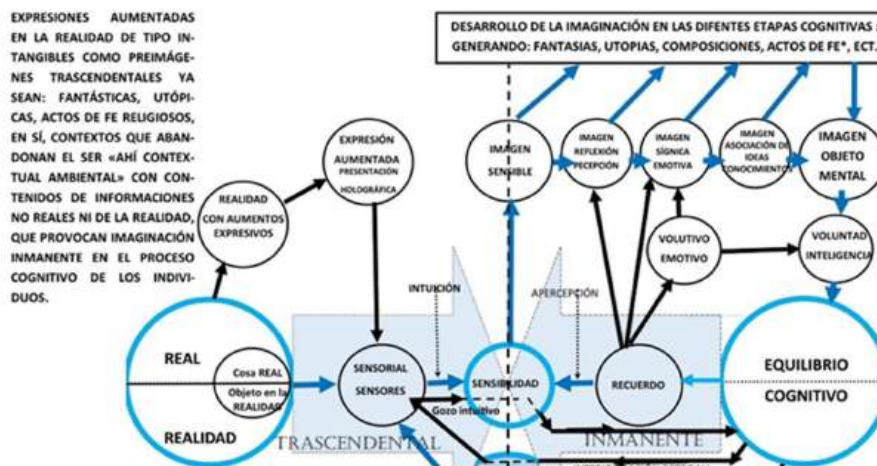 EXPRESIONES AUMENTADAS
EN LA REALIDAD DE TIPO IN-
TANGIBLES COMO PREIMÁGE-
NES TRASCENDENTALES YA
SEAN: FANTÁSTICAS, UTÓPI-
CAS, ACTOS DE FE RELIGIOSOS,
EN SÍ, CONTEXTOS QUE ABAN-
DONAN EL SER «AHÍ CONTEX-
TUAL AMBIENTAL» CON CON-
TENIDOS DE INFORMACIONES
NO REALES NI DE LA REALIDAD,
QUE PROVOCAN IMAGINACIÓN
INMANENTE EN EL PROCESO
COGNITIVO DE LOS INDIVI-
DUOS.
DESARROLLO DE LA IMAGINACIÓN EN LAS DIFENTES ETAPAS COGNITIVAS
GENERANDO: FANTASIAS, UTOPIAS, COMPOSICIONES, ACTOS DE FE*, ECT.
EXPRESIÓN
AUMENTADA
PRESENTACIÓN
HOLOGRÁFICA
IMAGEN
SENSIBLE
IMAGEN
REFLEXIÓN
PECEPCIÓN
IMAGEN
SÍGNICA
EMOTIVA
IMAGEN
ASOCIACIÓN DE
IDEAS
CONOCIMIENTOS
IMAGEN
OBJETO
MENTAL
REALIDAD
CON AUMENTOS
EXPRESIVOS
VOLUTIVO
EMOTIVO
VOLUNTAD
INTELIGENCIA
INTUICIÓN
APERCEPCIÓN
REAL
Cosa REAL
Objeto en la
REALIDAD
REALIDAD
SENSORIAL
SENSORES
SENSIBILIDAD
RECUERDO
EQUILIBRIO
COGNITIVO
Gozo intuitivo
TRASCENDENTAL
INMANENTE